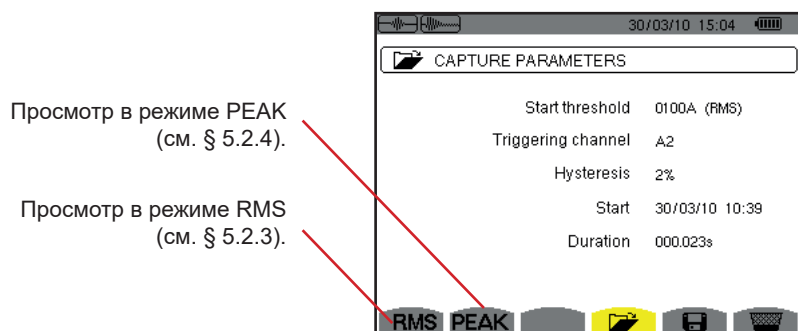 30/03/10 15:04
CAPTURE PARAMETERS
Просмотр в режиме PEAK
(см. § 5.2.4).
Просмотр в режиме RMS
(см. § 5.2.3).
Start threshold 0100A (RMS)
Triggering channel A2
Hysteresis 2%
Start 30/03/10 10:39
Duration 000.023s
RMS PEAK